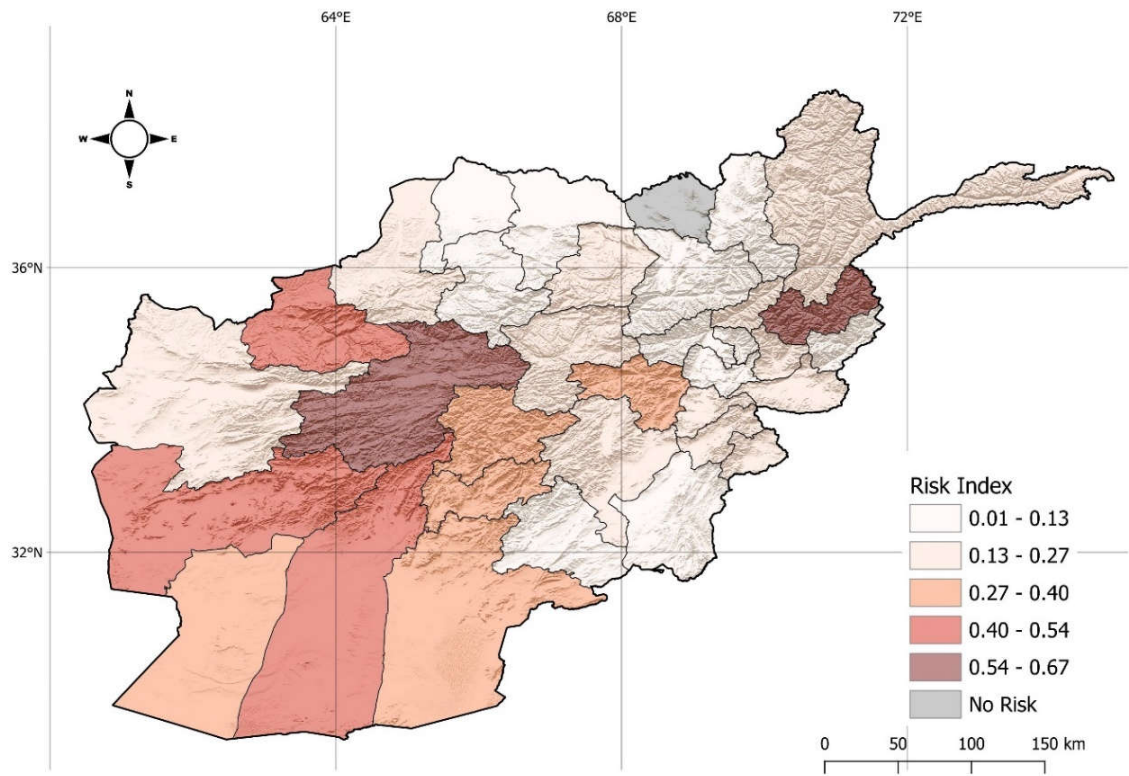 64°E 68°E 72°E
N
W E
S
36°N
32°N
Risk Index
0.01 - 0.13
0.13 - 0.27
0.27 - 0.40
0.40 - 0.54
0.54 - 0.67
No Risk
0 50 100 150 km